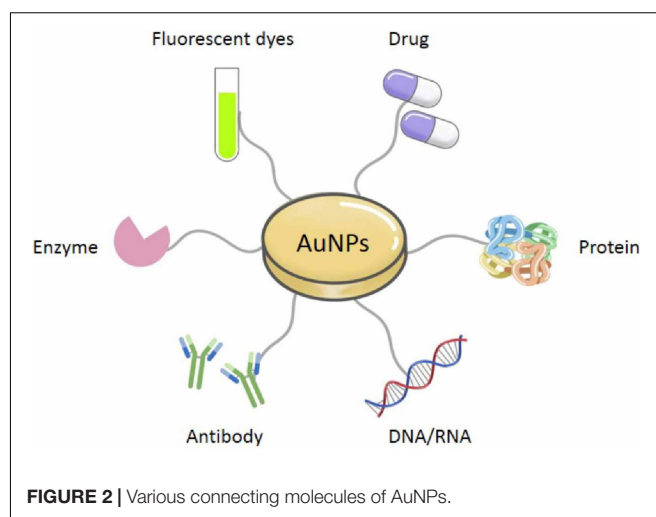 Fluorescent dyes
Drug
Enzyme
AuNPs
Protein
Antibody
DNA/RNA
FIGURE 2 | Various connecting molecules of AuNPs.